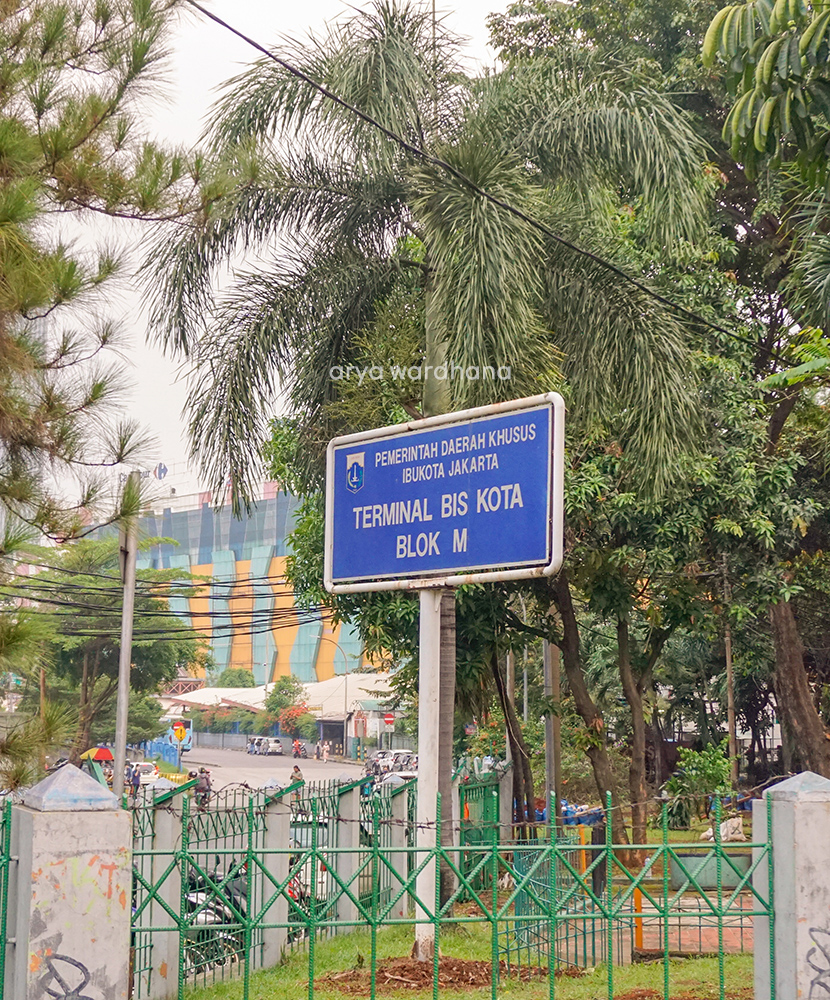 arya wardhana
PEMERINTAH DAERAH KHUSUS
IBUKOTA JAKARTA
TERMINAL BIS KOTA
BLOK M